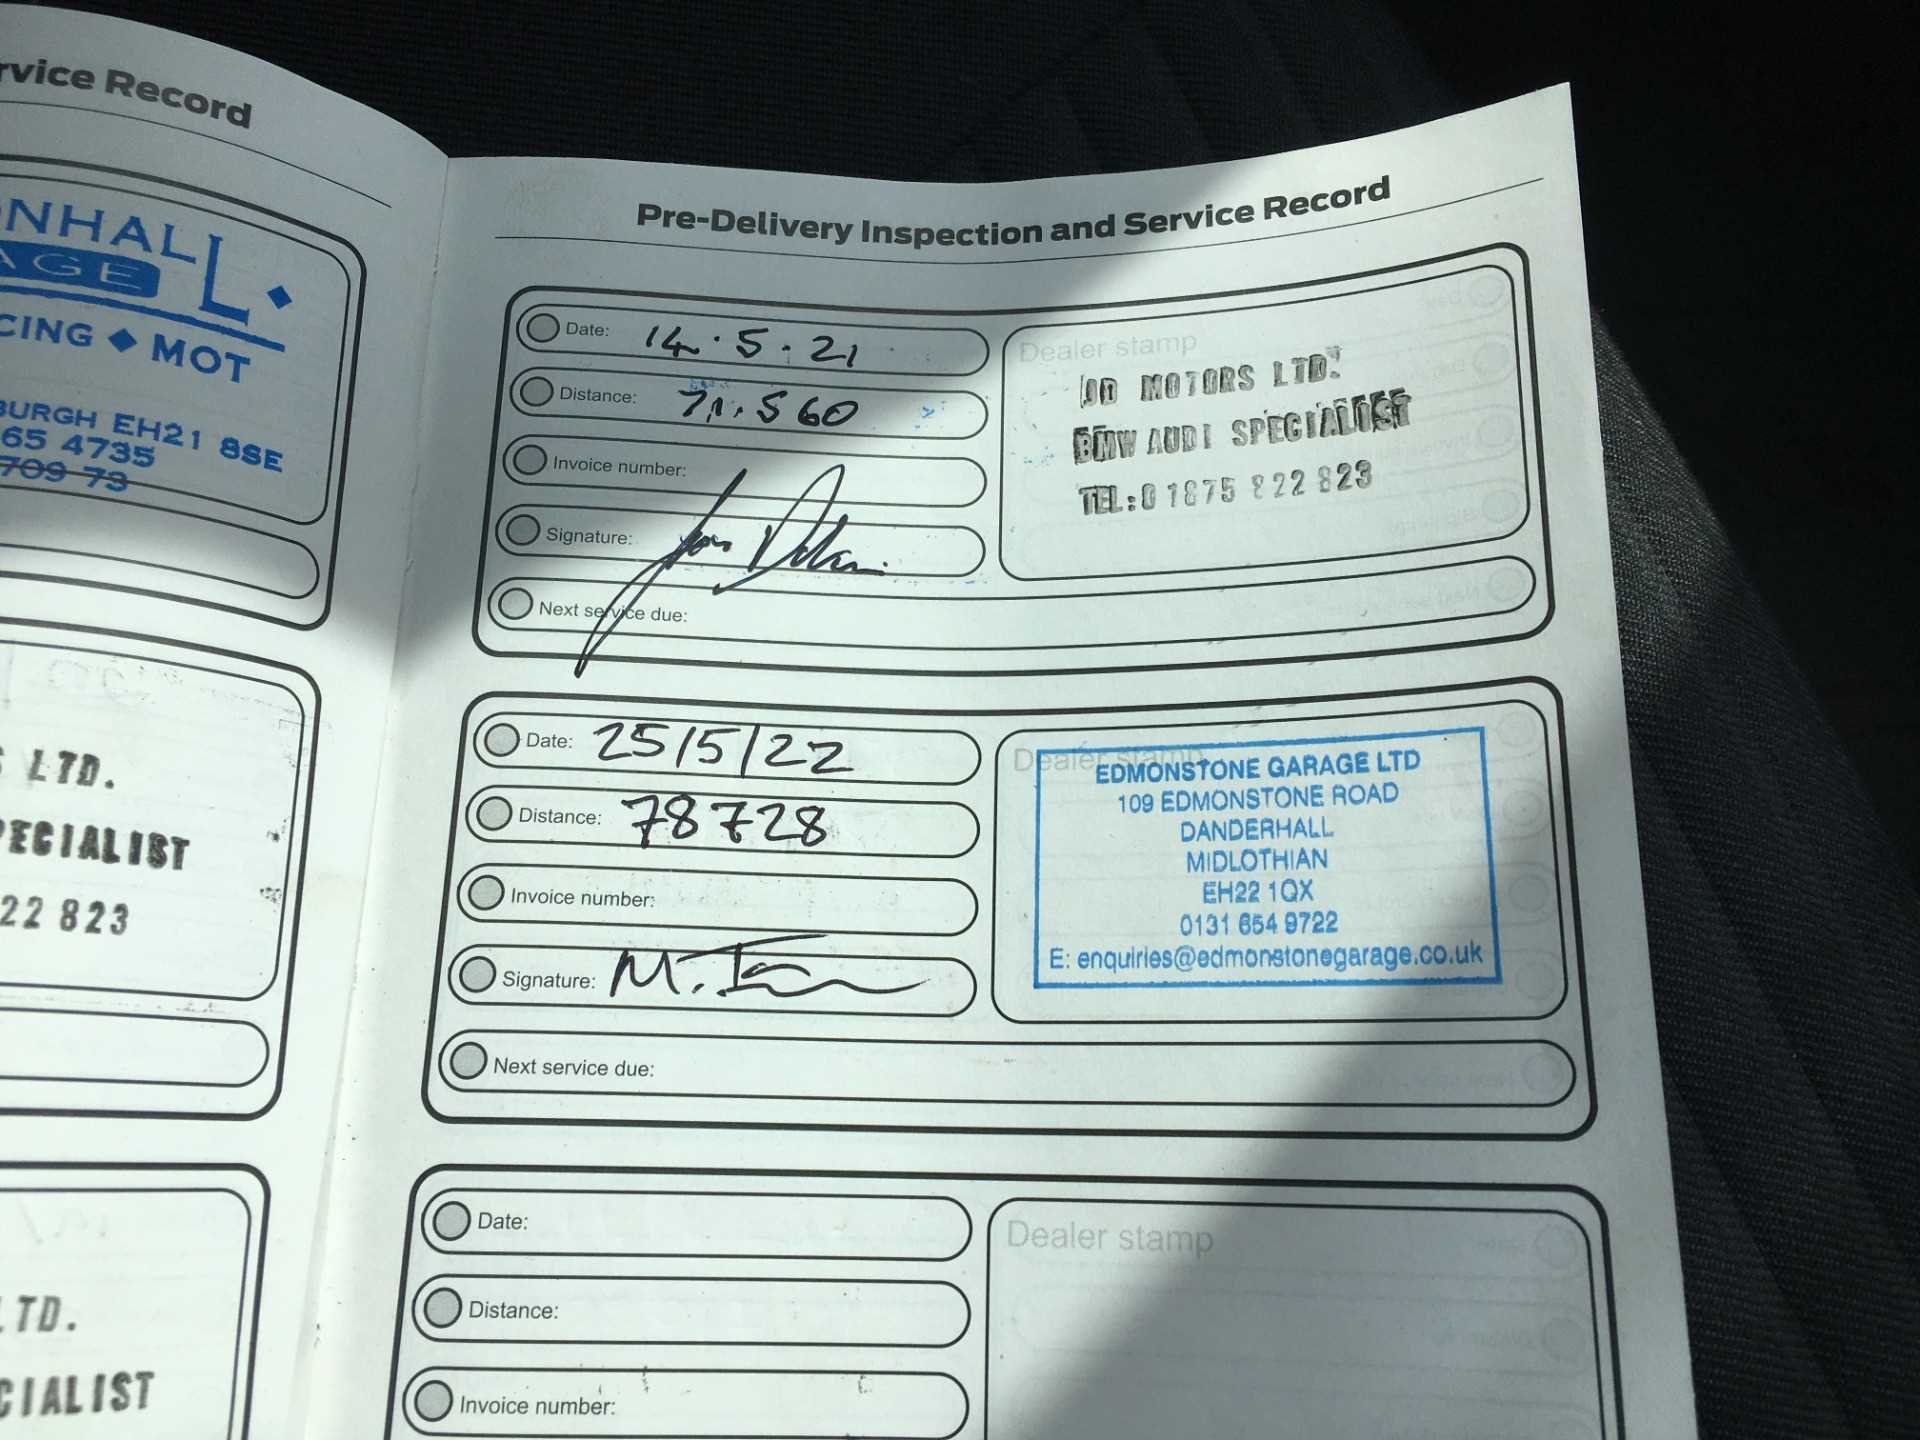 rvice Record
ONHALL
AGE
CING ◆ MOT
BURGH EH21 8SE
65 4735
709 73
S LTD.
PECIALIST
22 823
LTD.
CIALIST
Pre-Delivery Inspection and Service Record
Date: 14.5.21
Distance: 71.560
Invoice number:
Signature:
Next service due:
Dealer stamp
JD MOTORS LTD.
BMW AUDI SPECIALIST
TEL:01875 822 823
Date: 25/5/22
Distance: 78728
Invoice number:
Signature: M.
Next service due:
Dealer stamp
EDMONSTONE GARAGE LTD
109 EDMONSTONE ROAD
DANDERHALL
MIDLOTHIAN
EH22 1QX
0131 654 9722
E: enquiries@edmonstonegarage.co.uk
Date:
Distance:
Invoice number:
Dealer stamp